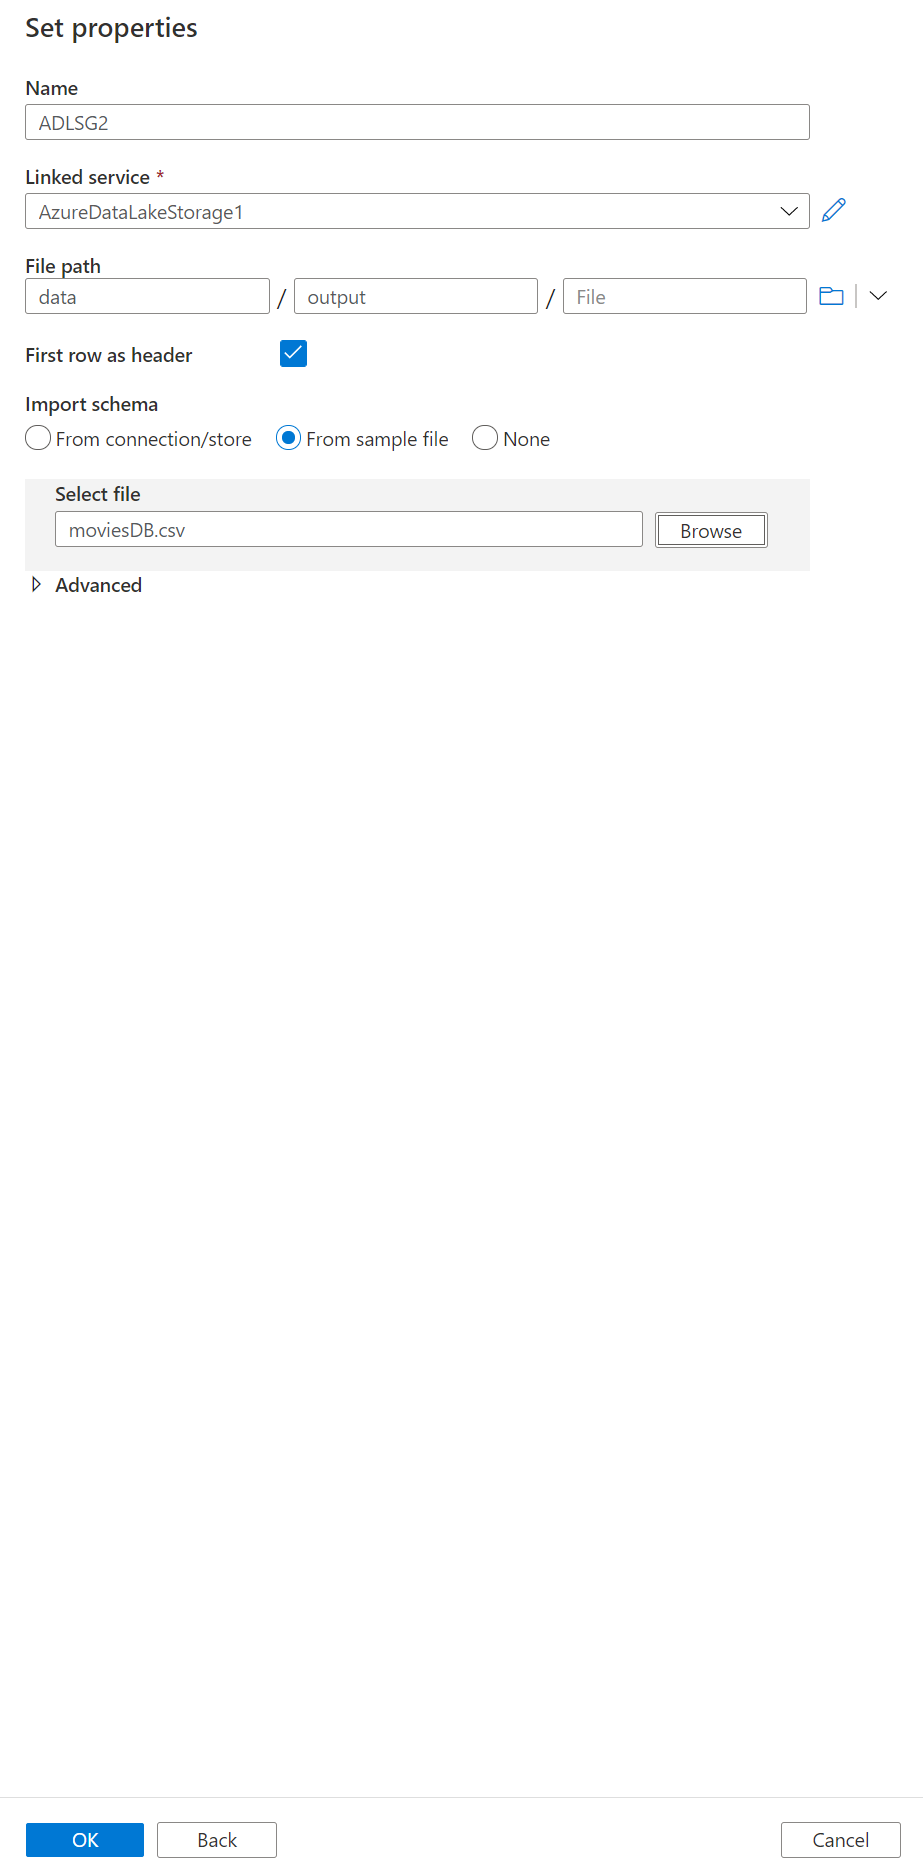 Set properties
Name
ADLSG2
Linked service *
AzureDataLakeStorage1
File path
data / output / File
First row as header
Import schema
From connection/store From sample file None
Select file
moviesDB.csv Browse
Advanced
OK Back Cancel